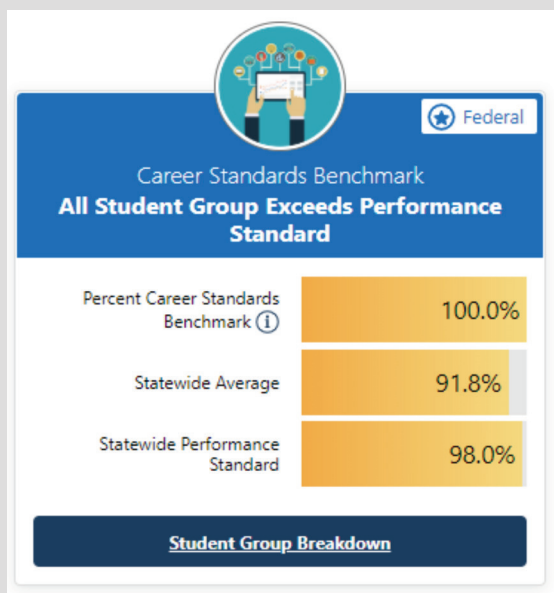 Federal
Career Standards Benchmark
All Student Group Exceeds Performance
Standard
Percent Career Standards
Benchmark
100.0%
Statewide Average
91.8%
Statewide Performance
Standard
98.0%
Student Group Breakdown